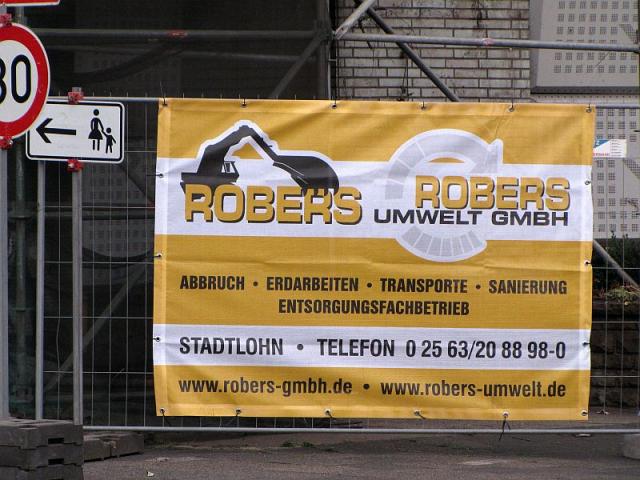 30
ROBERS
ROBERS
UMWELT GMBH
ABBRUCH • ERDARBEITEN • TRANSPORTE • SANIERUNG
ENTSORGUNGSFACHBETRIEB
STADTLOHN • TELEFON 0 25 63/20 88 98-0
www.robers-gmbh.de • www.robers-umwelt.de